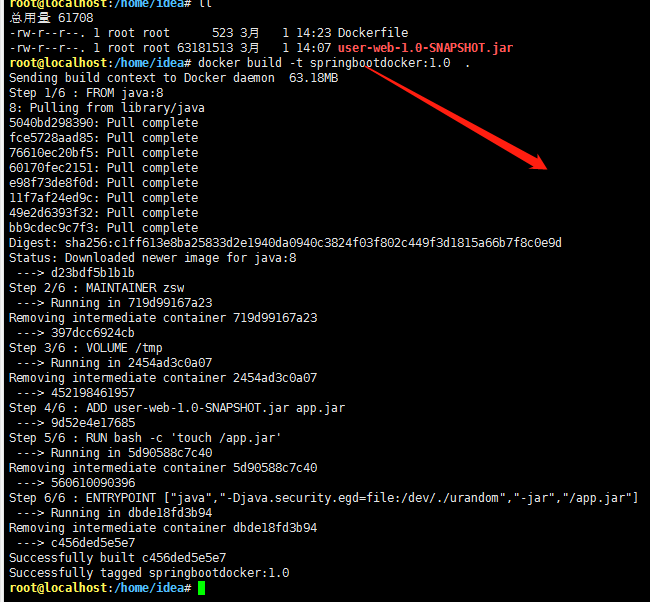 root@localhost:/home/idea# ll
总用量 61708
-rw-r--r--. 1 root root      523 3月   1 14:23 Dockerfile
-rw-r--r--. 1 root root 63181513 3月   1 14:07 user-web-1.0-SNAPSHOT.jar
root@localhost:/home/idea# docker build -t springbootdocker:1.0  .
Sending build context to Docker daemon  63.18MB
Step 1/6 : FROM java:8
8: Pulling from library/java
5040bd298390: Pull complete
fce5728aad85: Pull complete
76610ec20bf5: Pull complete
60170fec2151: Pull complete
e98f73de8f0d: Pull complete
11f7af24ed9c: Pull complete
49e2d6393f32: Pull complete
bb9cdec9c7f3: Pull complete
Digest: sha256:c1ff613e8ba25833d2e1940da0940c3824f03f802c449f3d1815a66b7f8c0e9d
Status: Downloaded newer image for java:8
 ---> d23bdf5b1b1b
Step 2/6 : MAINTAINER zsw
 ---> Running in 719d99167a23
Removing intermediate container 719d99167a23
 ---> 397dcc6924cb
Step 3/6 : VOLUME /tmp
 ---> Running in 2454ad3c0a07
Removing intermediate container 2454ad3c0a07
 ---> 452198461957
Step 4/6 : ADD user-web-1.0-SNAPSHOT.jar app.jar
 ---> 9d52e4e17685
Step 5/6 : RUN bash -c 'touch /app.jar'
 ---> Running in 5d90588c7c40
Removing intermediate container 5d90588c7c40
 ---> 560610090396
Step 6/6 : ENTRYPOINT ["java","-Djava.security.egd=file:/dev/./urandom","-jar","/app.jar"]
 ---> Running in dbde18fd3b94
Removing intermediate container dbde18fd3b94
 ---> c456ded5e5e7
Successfully built c456ded5e5e7
Successfully tagged springbootdocker:1.0
root@localhost:/home/idea#